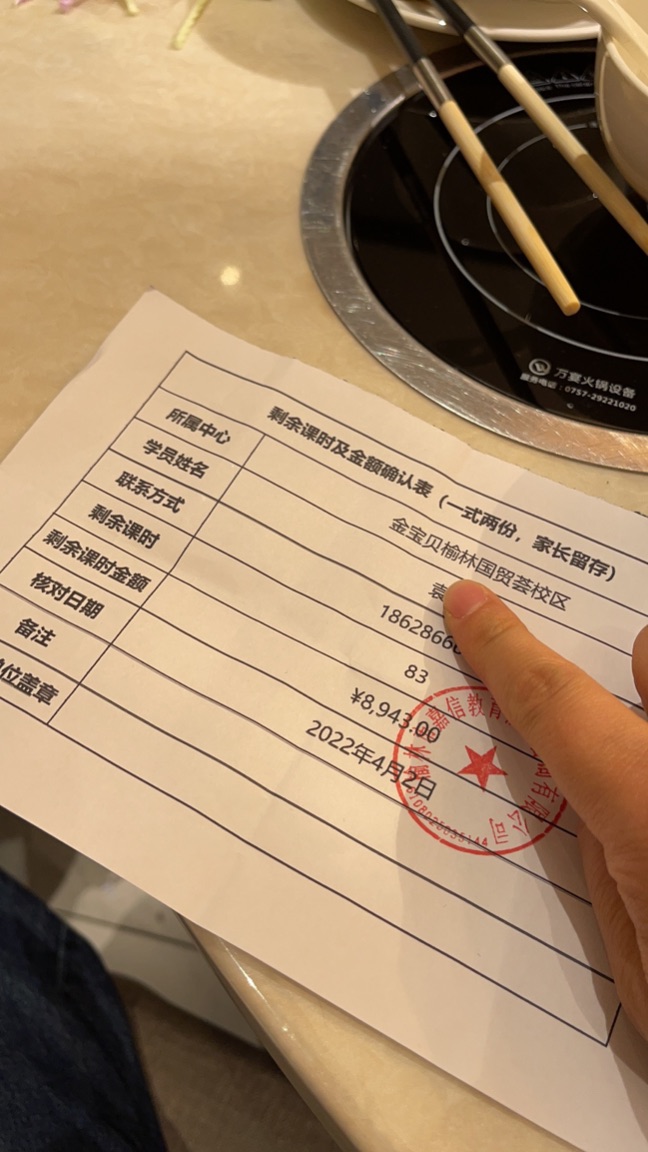 万宴火锅设备
服务电话:0757-29221020
剩余课时及金额确认表（一式两份，家长留存）
所属中心 金宝贝榆林国贸荟校区
学员姓名 袁
联系方式 18628666
剩余课时 83
剩余课时金额 ¥8,943.00
核对日期 2022年4月2日
备注
位盖章